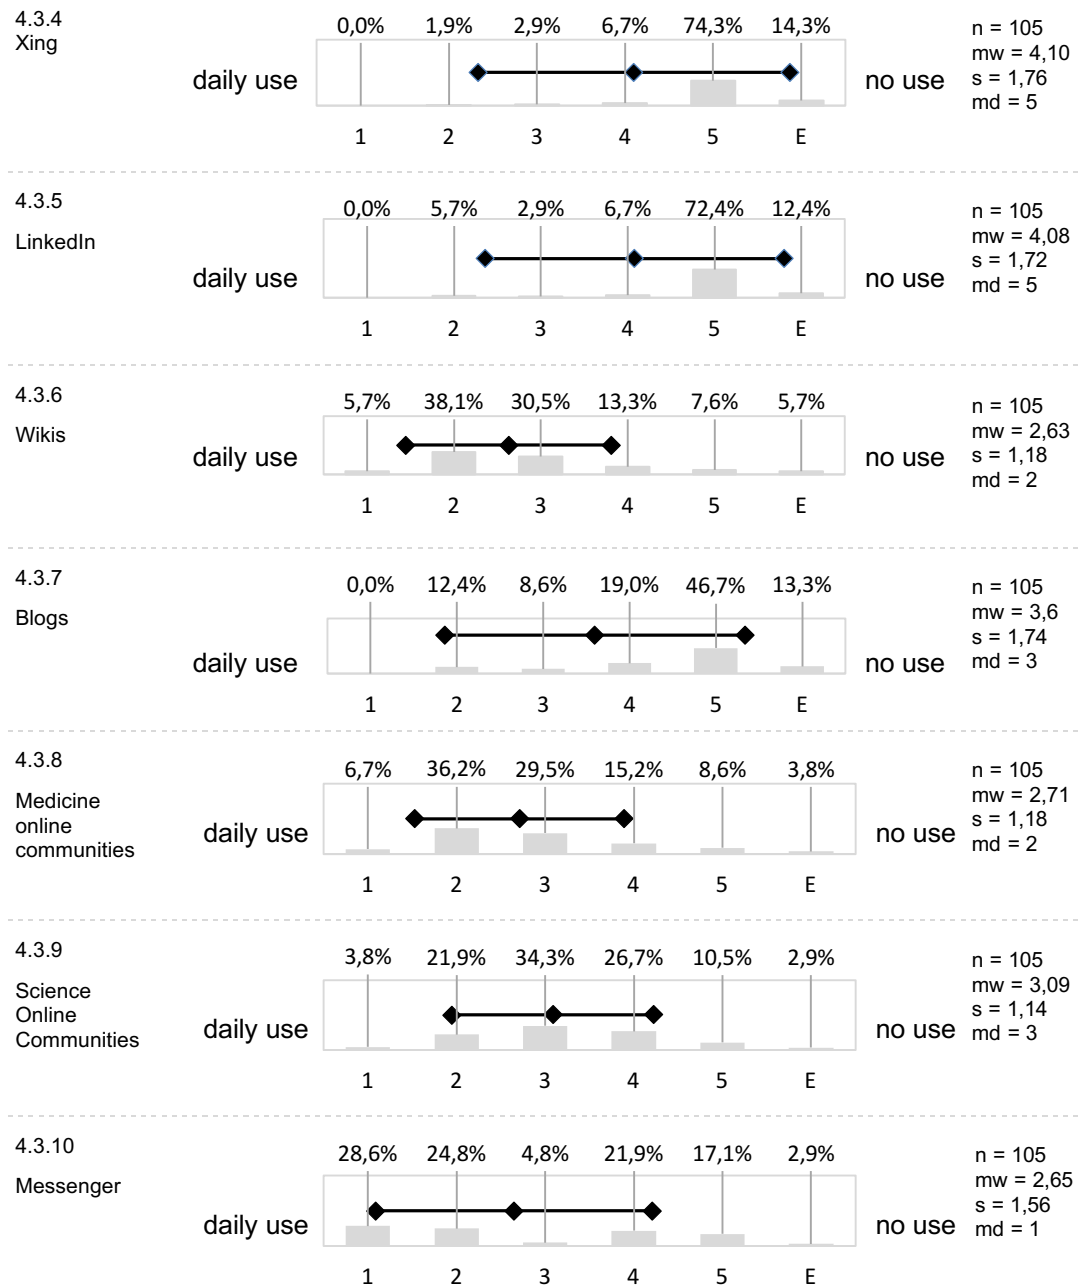 4.3.4
Xing
0,0% 1,9% 2,9% 6,7% 74,3% 14,3%
daily use
no use
1 2 3 4 5 E
n = 105
mw = 4,10
s = 1,76
md = 5
4.3.5
LinkedIn
0,0% 5,7% 2,9% 6,7% 72,4% 12,4%
daily use
no use
1 2 3 4 5 E
n = 105
mw = 4,08
s = 1,72
md = 5
4.3.6
Wikis
5,7% 38,1% 30,5% 13,3% 7,6% 5,7%
daily use
no use
1 2 3 4 5 E
n = 105
mw = 2,63
s = 1,18
md = 2
4.3.7
Blogs
0,0% 12,4% 8,6% 19,0% 46,7% 13,3%
daily use
no use
1 2 3 4 5 E
n = 105
mw = 3,6
s = 1,74
md = 3
4.3.8
Medicine
online
communities
6,7% 36,2% 29,5% 15,2% 8,6% 3,8%
daily use
no use
1 2 3 4 5 E
n = 105
mw = 2,71
s = 1,18
md = 2
4.3.9
Science
Online
Communities
3,8% 21,9% 34,3% 26,7% 10,5% 2,9%
daily use
no use
1 2 3 4 5 E
n = 105
mw = 3,09
s = 1,14
md = 3
4.3.10
Messenger
28,6% 24,8% 4,8% 21,9% 17,1% 2,9%
daily use
no use
1 2 3 4 5 E
n = 105
mw = 2,65
s = 1,56
md = 1